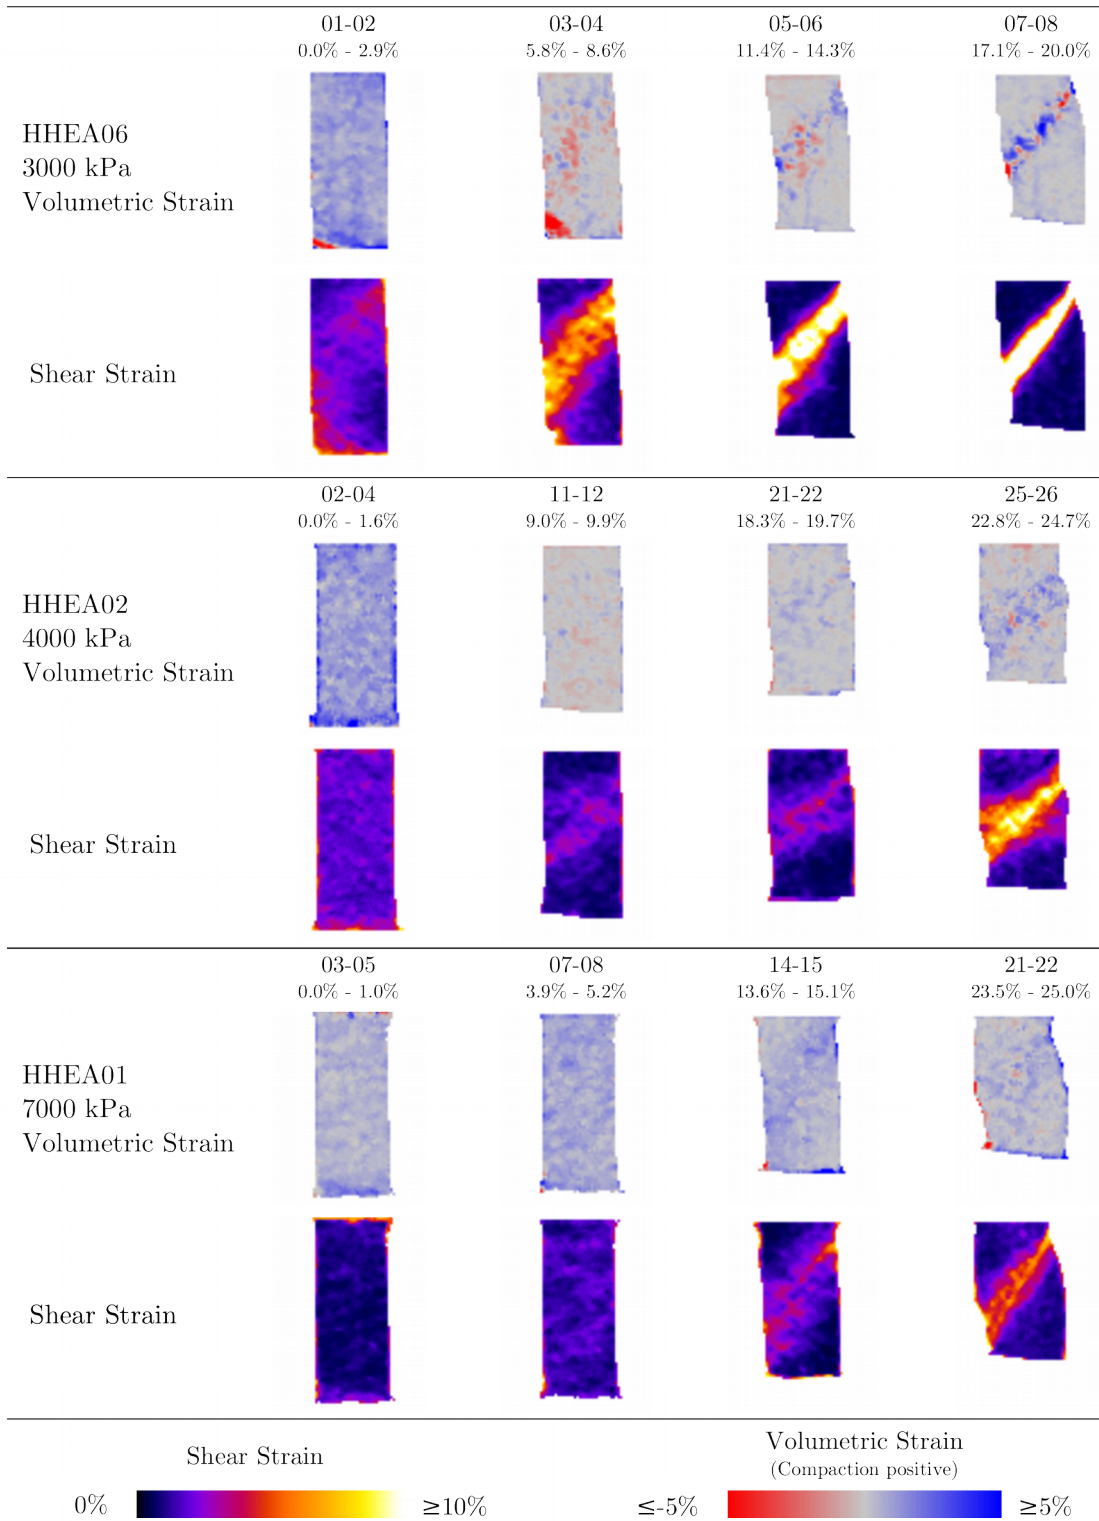 01-02 03-04 05-06 07-08
0.0% - 2.9% 5.8% - 8.6% 11.4% - 14.3% 17.1% - 20.0%
HHEA06
3000 kPa
Volumetric Strain
Shear Strain
02-04 11-12 21-22 25-26
0.0% - 1.6% 9.0% - 9.9% 18.3% - 19.7% 22.8% - 24.7%
HHEA02
4000 kPa
Volumetric Strain
Shear Strain
03-05 07-08 14-15 21-22
0.0% - 1.0% 3.9% - 5.2% 13.6% - 15.1% 23.5% - 25.0%
HHEA01
7000 kPa
Volumetric Strain
Shear Strain
Shear Strain
0% ≥10%
Volumetric Strain
(Compaction positive)
≤-5% ≥5%